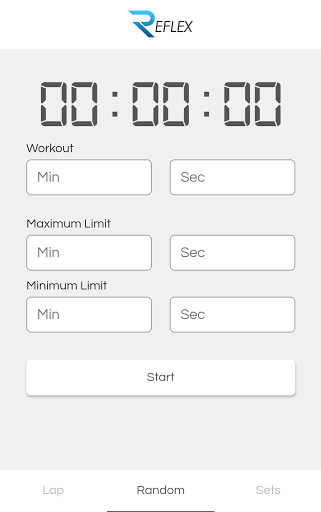 REFLEX
00:00:00
Workout
Min Sec
Maximum Limit
Min Sec
Minimum Limit
Min Sec
Start
Lap Random Sets